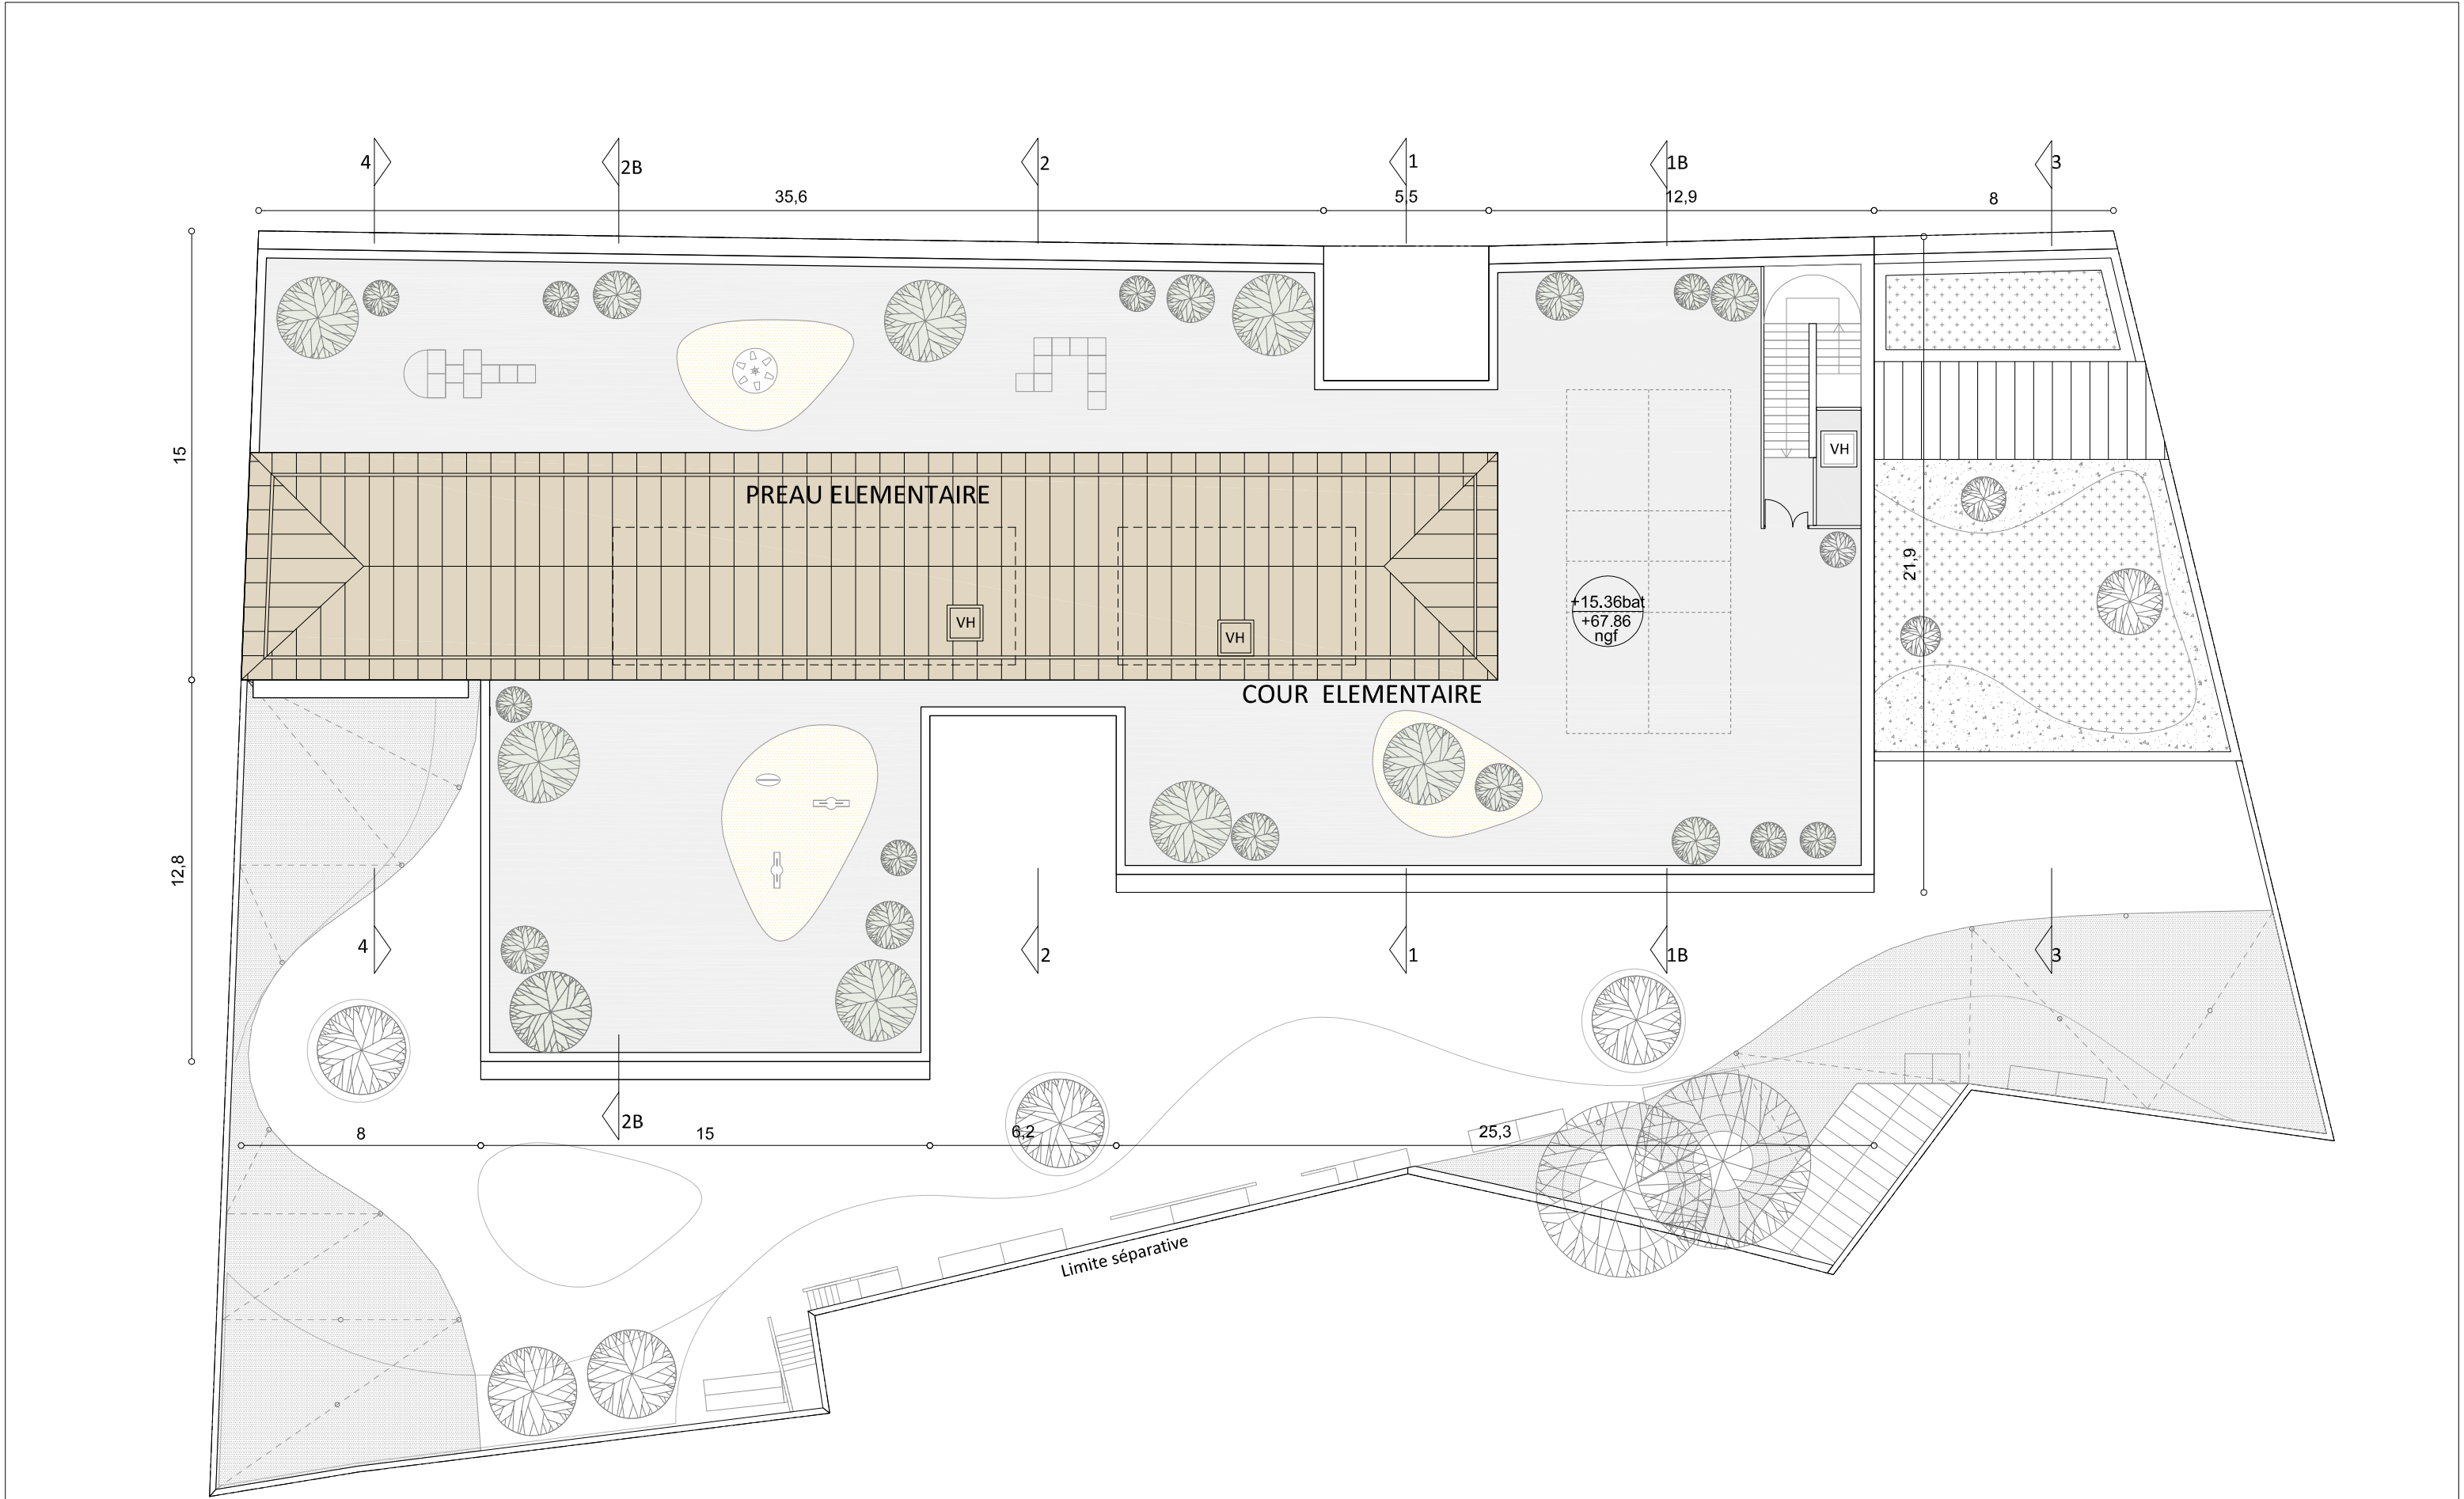 4
2B
2
1
1B
3
35,6
5,5
12,9
8
15
VH
PREAU ELEMENTAIRE
21,9
+15.36bat
+67.86
ngf
VH
VH
COUR ELEMENTAIRE
12,8
4
2
1
1B
3
2B
8
15
6,2
25,3
Limite séparative